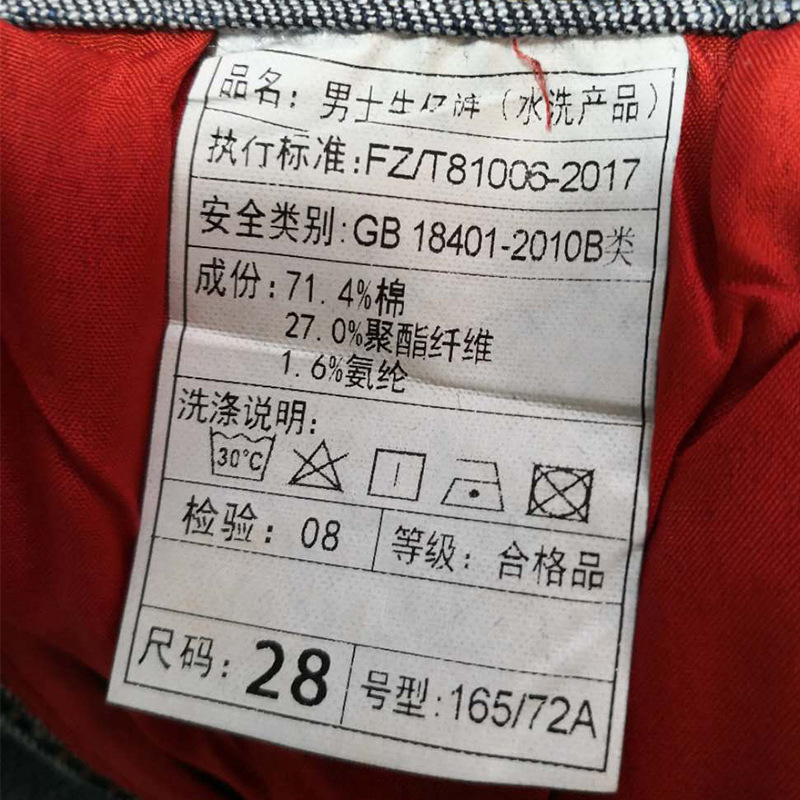 品名：男士牛仔裤（水洗产品）
执行标准:FZ/T81006-2017
安全类别:GB 18401-2010B类
成份:71.4%棉
27.0%聚酯纤维
1.6%氨纶
洗涤说明:
30°C
检验：08
等级：合格品
尺码:28
号型:165/72A